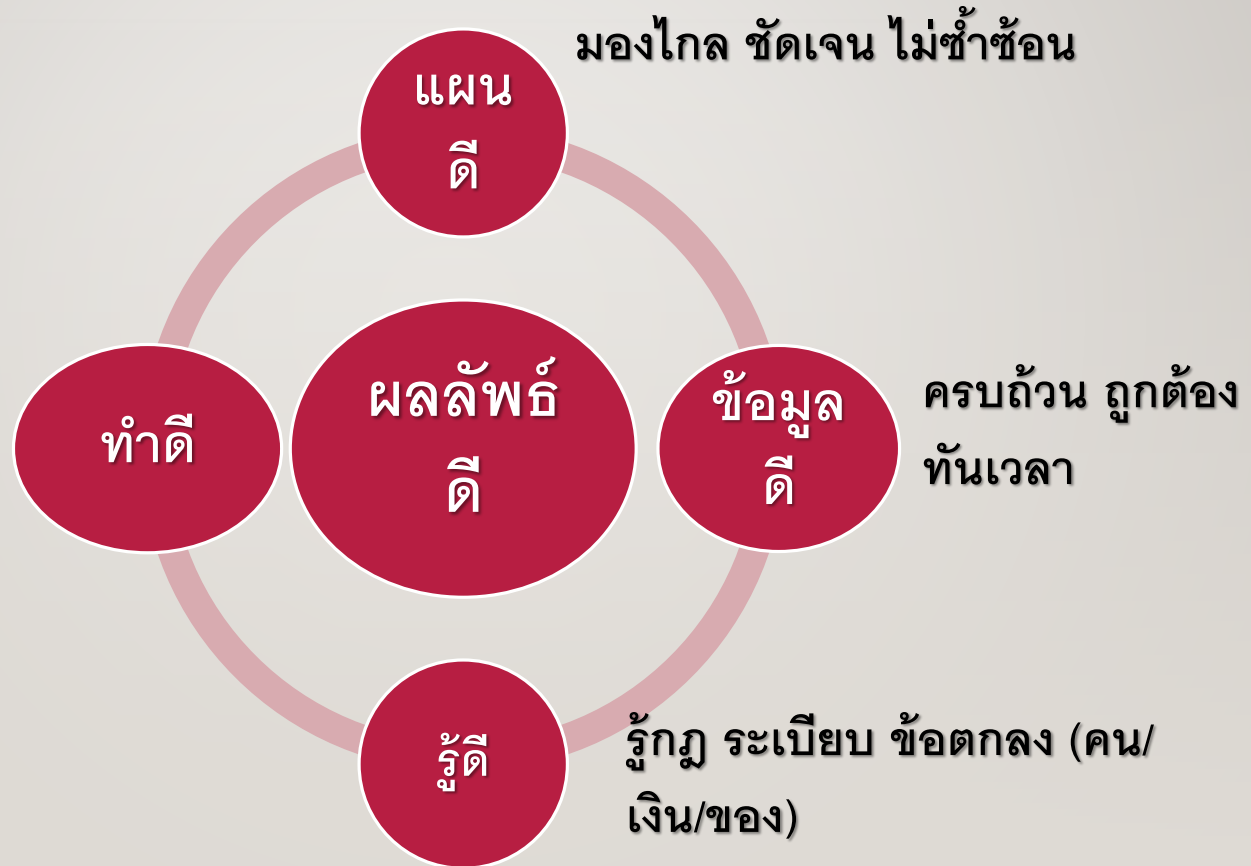 มองไกล ชัดเจน ไม่ซ้ำซ้อน
แผน
ดี
ผลลัพธ์
ดี
ทำดี
ข้อมูล
ดี
ครบถ้วน ถูกต้อง
ทันเวลา
รู้ดี
รู้กฎ ระเบียบ ข้อตกลง (คน/
เงิน/ของ)